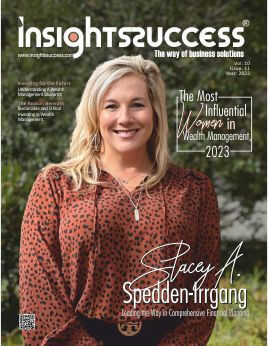 insightssuccess®
www.insightssuccess.com
The way of business solutions
Vol: 10
Issue: 11
Year: 2023
Investing for the Future
Understanding A Wealth
Management Blueprint
The Reason Beneath
Sustainable and Ethical
Investing in Wealth
Management
The Most
Influential
Women in
Wealth Management,
2023
Stacey A.
Spedden-Irrgang
Leading the Way in Comprehensive Financial Planning